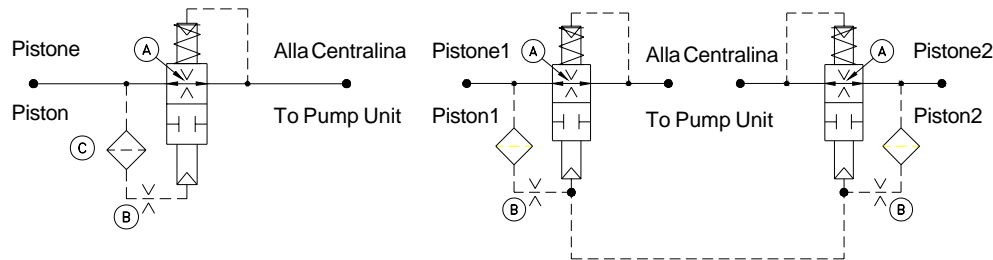 Pistone
A
Alla Centralina
Piston
To Pump Unit
C
B
Pistone1
A
Alla Centralina
A
Pistone2
Piston1
To Pump Unit
Piston2
B
B